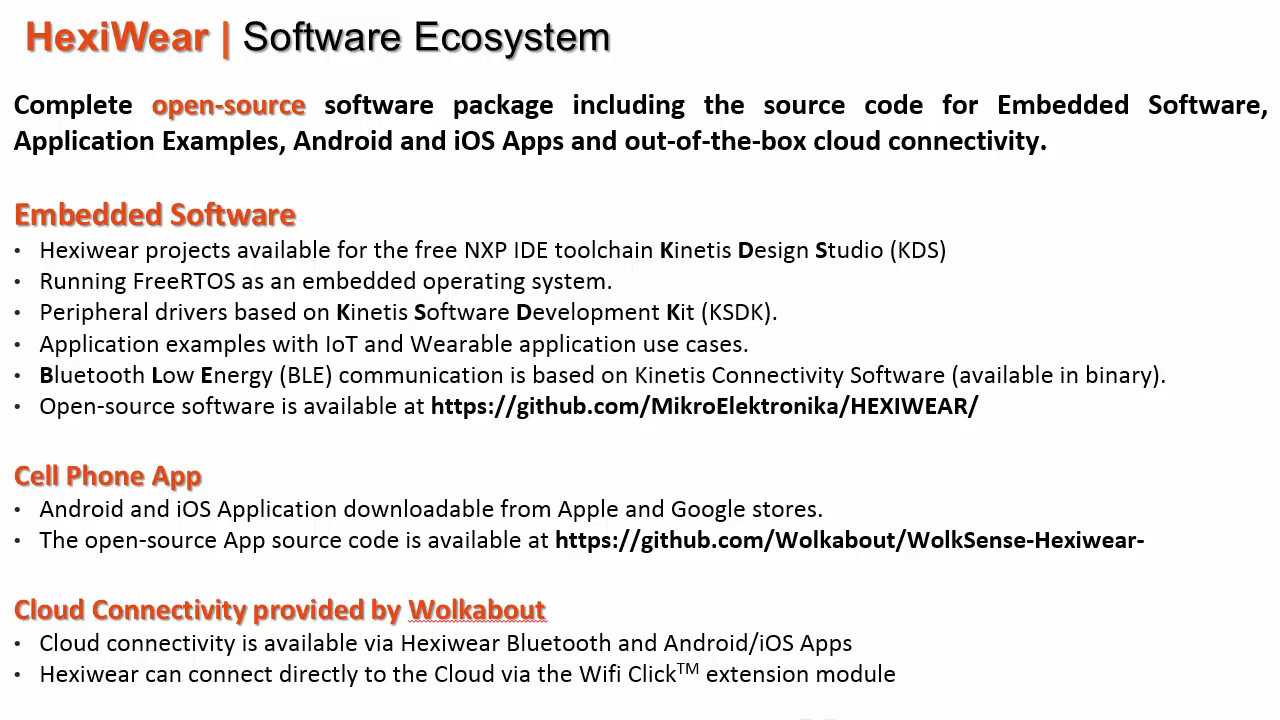 HexiWear | Software Ecosystem
Complete open-source software package including the source code for Embedded Software,
Application Examples, Android and iOS Apps and out-of-the-box cloud connectivity.
Embedded Software
• Hexiwear projects available for the free NXP IDE toolchain Kinetis Design Studio (KDS)
• Running FreeRTOS as an embedded operating system.
• Peripheral drivers based on Kinetis Software Development Kit (KSDK).
• Application examples with IoT and Wearable application use cases.
• Bluetooth Low Energy (BLE) communication is based on Kinetis Connectivity Software (available in binary).
• Open-source software is available at https://github.com/MikroElektronika/HEXIWEAR/
Cell Phone App
• Android and iOS Application downloadable from Apple and Google stores.
• The open-source App source code is available at https://github.com/Wolkabout/WolkSense-Hexiwear-
Cloud Connectivity provided by Wolkabout
• Cloud connectivity is available via Hexiwear Bluetooth and Android/iOS Apps
• Hexiwear can connect directly to the Cloud via the Wifi Click™ extension module